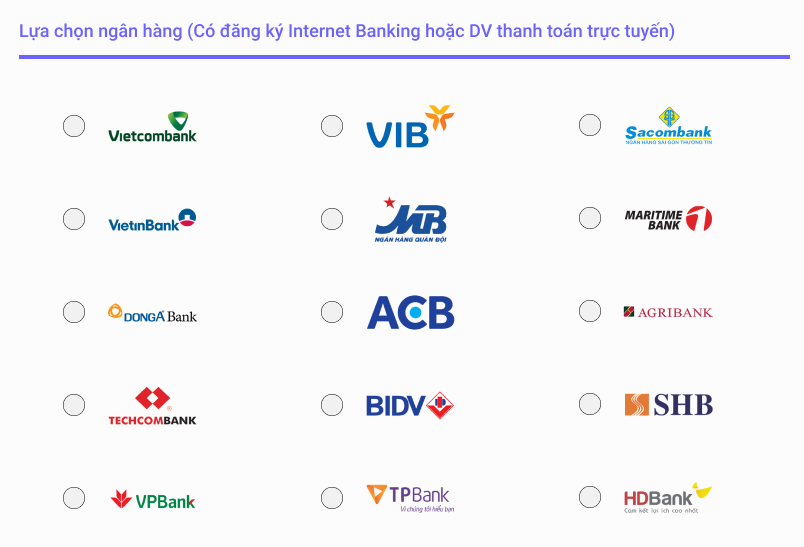 Lựa chọn ngân hàng (Có đăng ký Internet Banking hoặc DV thanh toán trực tuyến)
Vietcombank
VIB
Sacombank
NGÂN HÀNG SÀI GÒN THƯƠNG TÍN
VietinBank
MB
NGÂN HÀNG QUÂN ĐỘI
MARITIME
BANK
DONGA Bank
ACB
AGRIBANK
TECHCOMBANK
®
BIDV
SHB
VPBank
TPBank
Vì chúng tôi hiểu bạn
HDBank
Cam kết lợi ích cao nhất